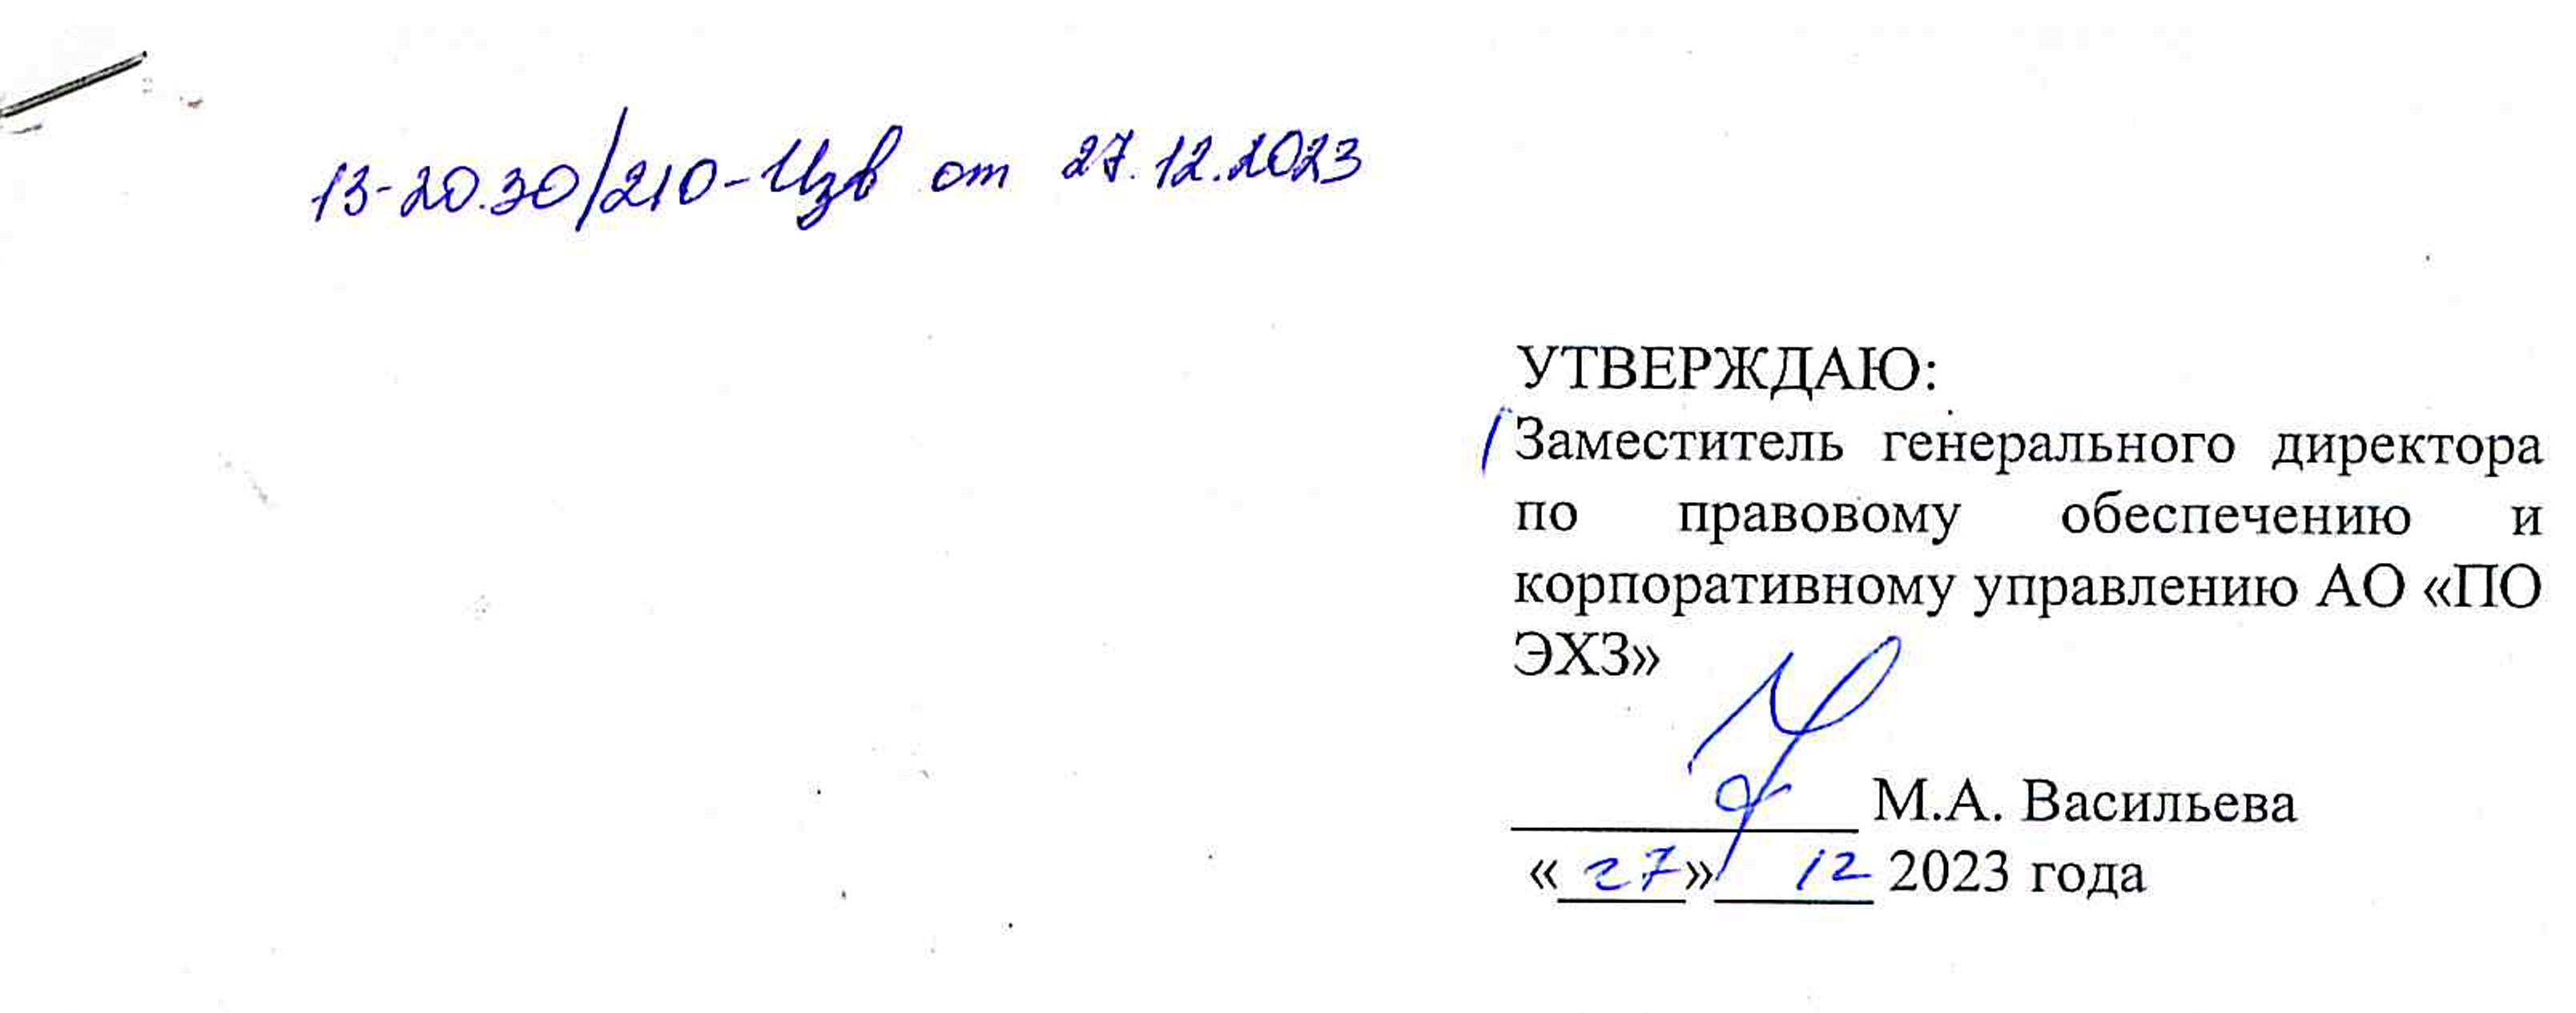 13-20.30/210-Изв от 27.12.2023
УТВЕРЖДАЮ:
Заместитель генерального директора
по правовому обеспечению и
корпоративному управлению АО «ПО
ЭХЗ»
М.А. Васильева
«27» 12 2023 года